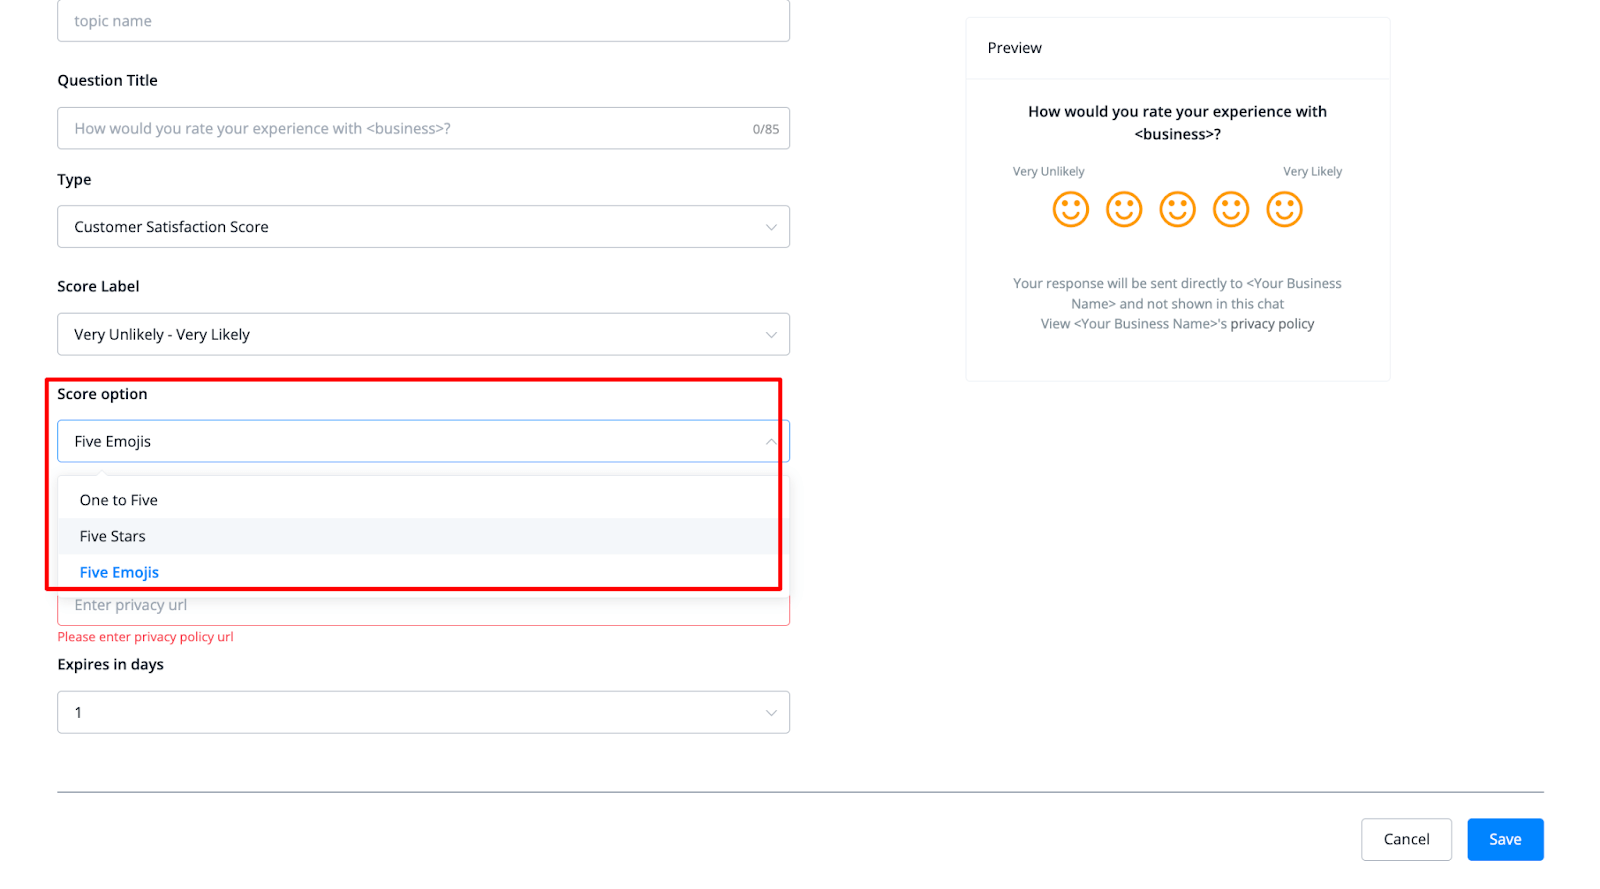 topic name
Question Title
How would you rate your experience with <business>?
0/85
Type
Customer Satisfaction Score
Score Label
Very Unlikely - Very Likely
Score option
Five Emojis
One to Five
Five Stars
Five Emojis
Enter privacy url
Please enter privacy policy url
Expires in days
1
Preview
How would you rate your experience with
<business>?
Very Unlikely
Very Likely
Your response will be sent directly to <Your Business
Name> and not shown in this chat
View <Your Business Name>'s privacy policy
Cancel
Save